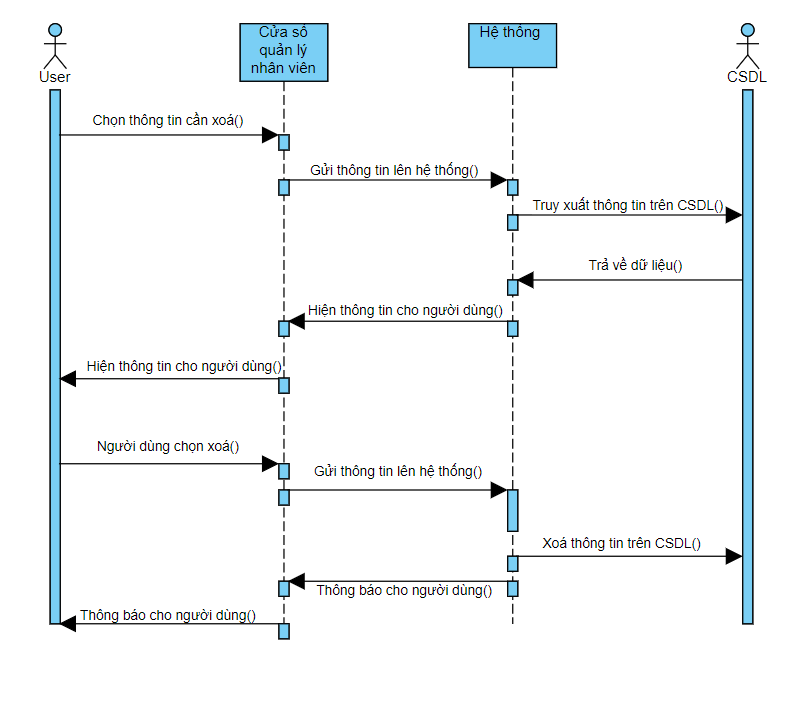 Cửa sổ
quản lý
nhân viên
Hệ thông
User
CSDL
Chọn thông tin cần xoá()
Gửi thông tin lên hệ thống()
Truy xuất thông tin trên CSDL()
Trả về dữ liệu()
Hiện thông tin cho người dùng()
Hiện thông tin cho người dùng()
Người dùng chọn xoá()
Gửi thông tin lên hệ thống()
Xoá thông tin trên CSDL()
Thông báo cho người dùng()
Thông báo cho người dùng()